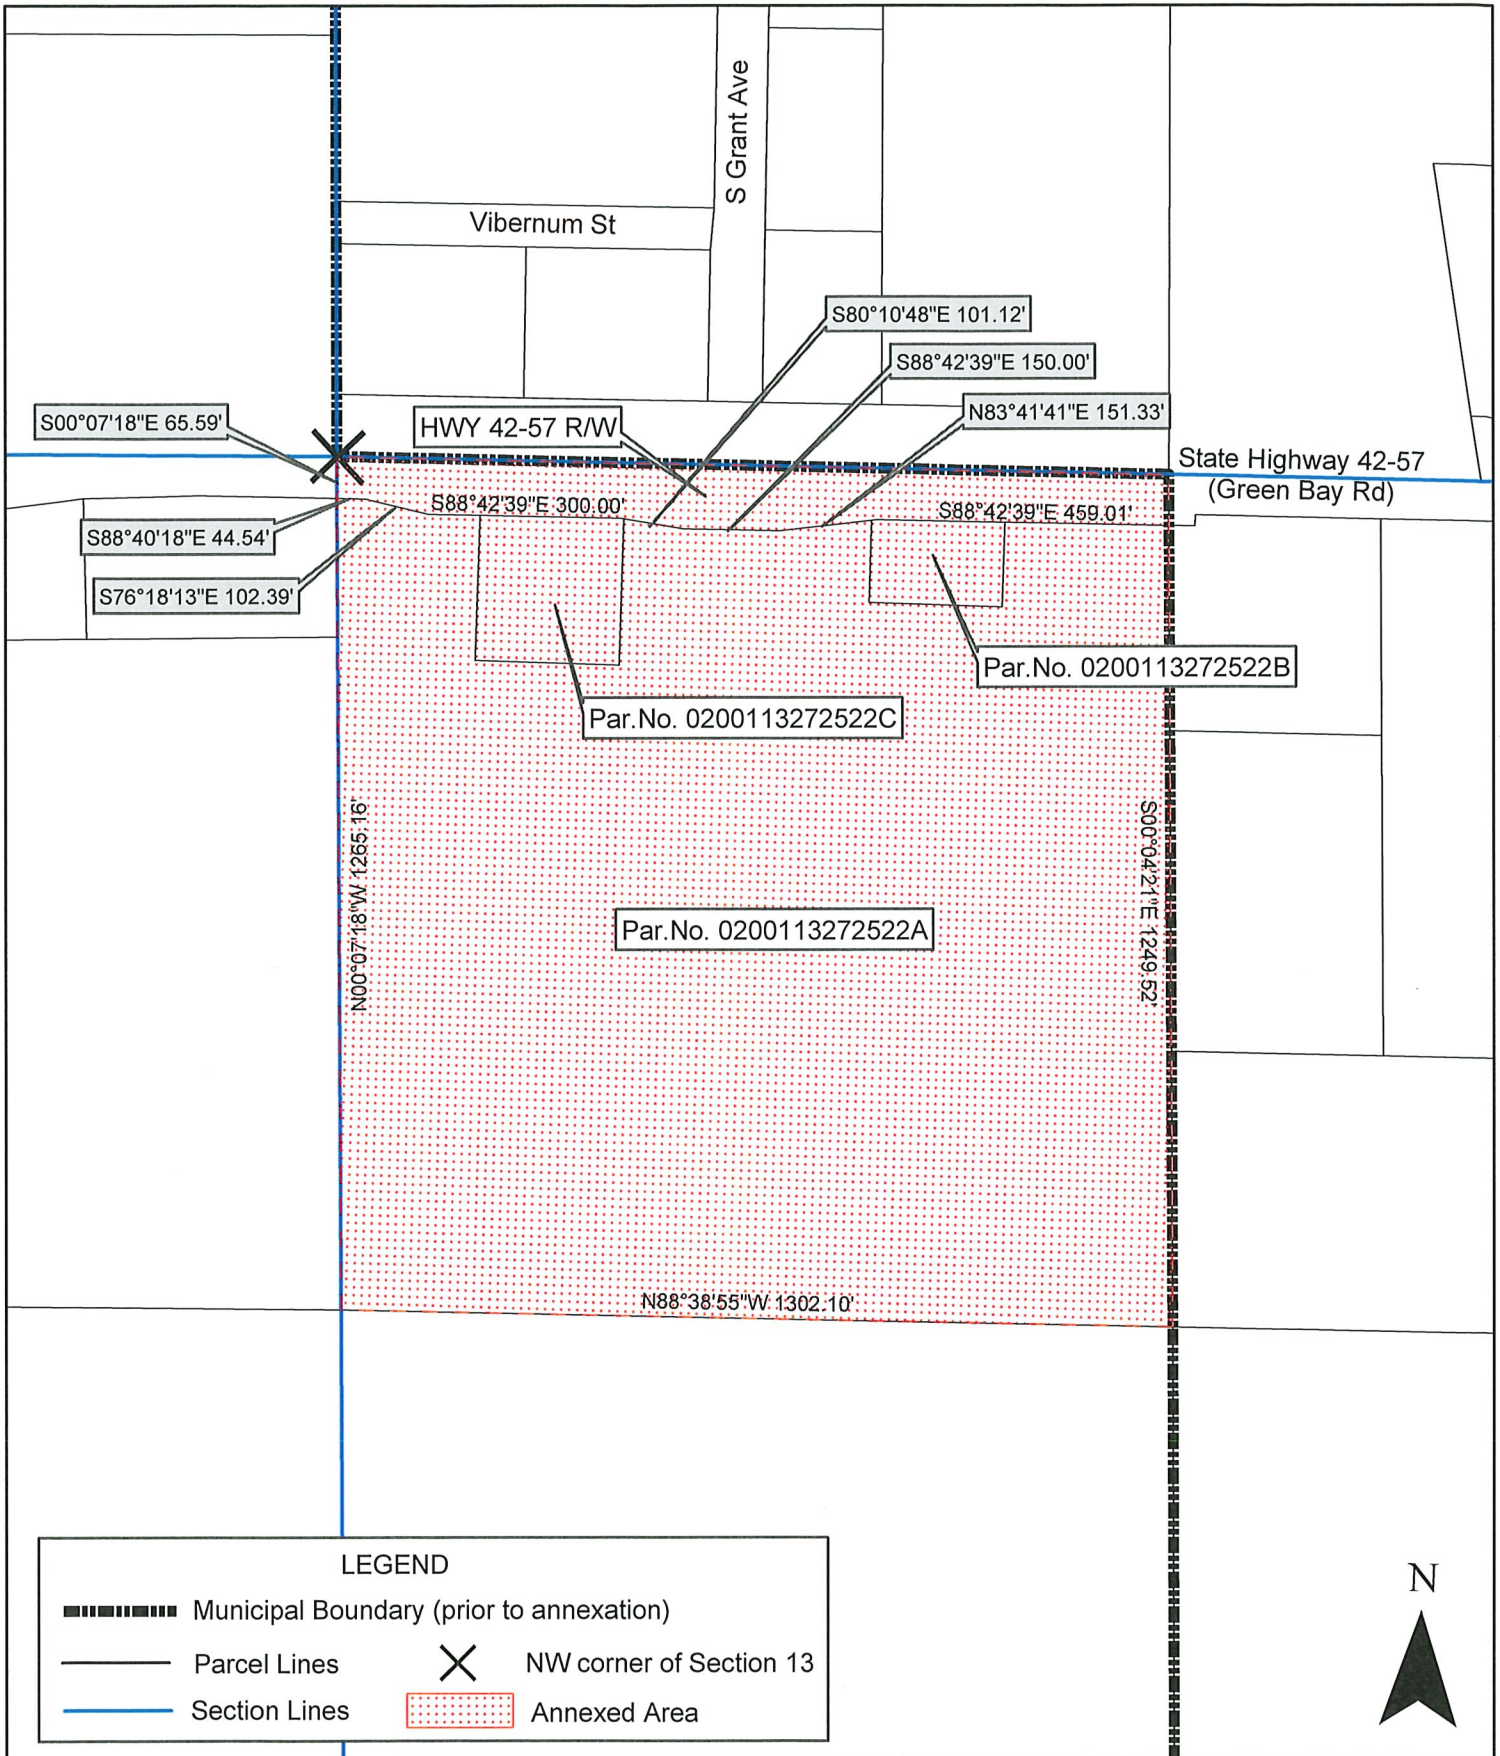 S Grant Ave
Vibernum St
S80°10'48"E 101.12'
S88°42'39"E 150.00'
N83°41'41"E 151.33'
S00°07'18"E 65.59'
HWY 42-57 R/W
State Highway 42-57
(Green Bay Rd)
S88°42'39"E 300.00'
S88°42'39"E 459.01'
S88°40'18"E 44.54'
S76°18'13"E 102.39'
Par.No. 0200113272522B
Par.No. 0200113272522C
N00°07'18"W 1265.16'
S00°04'21"E 1249.52'
Par.No. 0200113272522A
N88°38'55"W 1302.10'
LEGEND
Municipal Boundary (prior to annexation)
Parcel Lines
NW corner of Section 13
Section Lines
Annexed Area
N